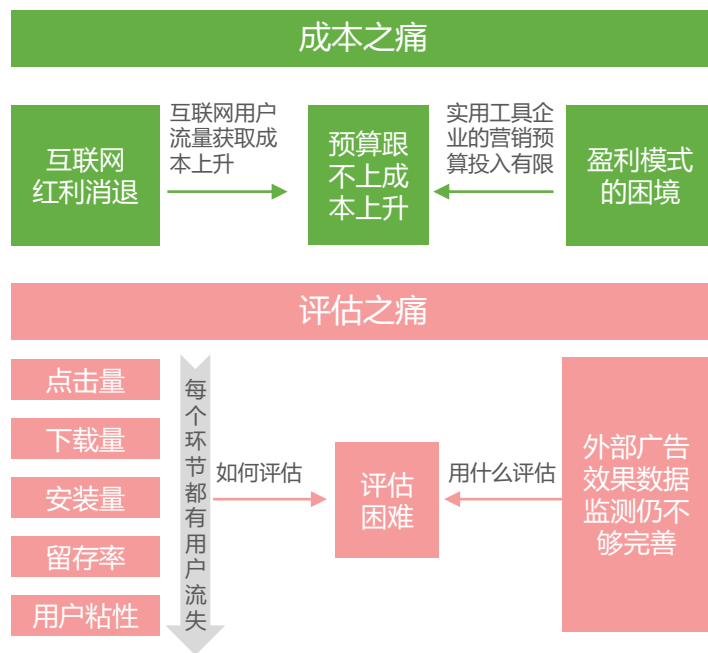 成本之痛
互联网
红利消退
互联网用户
流量获取成
本上升
预算跟
不上成
本上升
实用工具企
业的营销预
算投入有限
盈利模式
的困境
评估之痛
点击量
下载量
安装量
留存率
用户粘性
每
个
环
节
都
有
用
户
流
失
如何评估
评估
困难
用什么评估
外部广告
效果数据
监测仍不
够完善